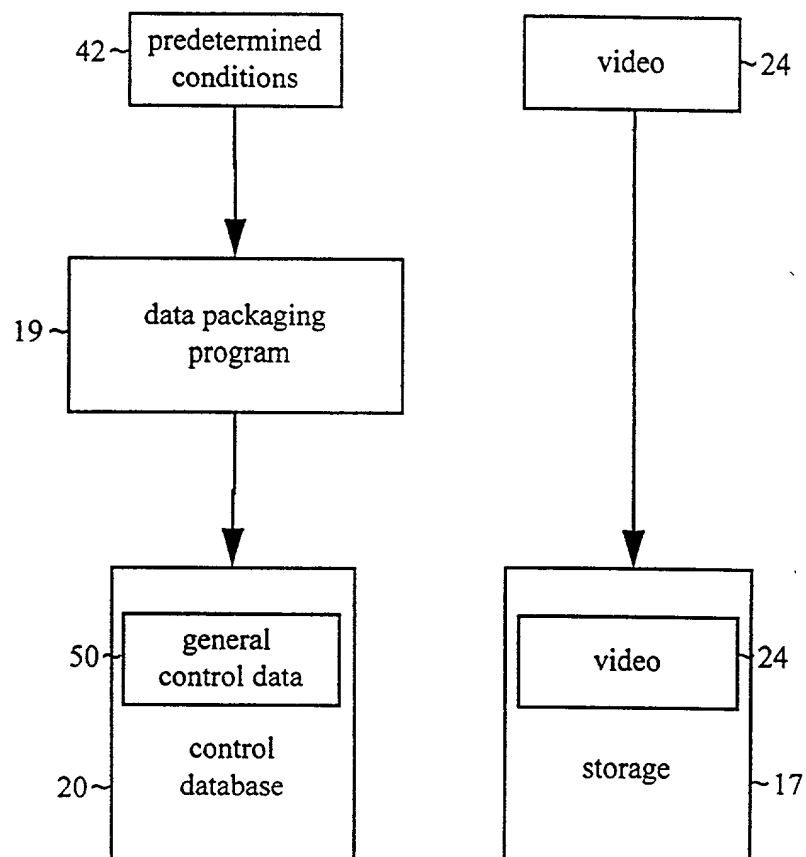 42
predetermined
conditions
video
24
19
data packaging
program
50
general
control data
video
24
control
database
20
storage
17